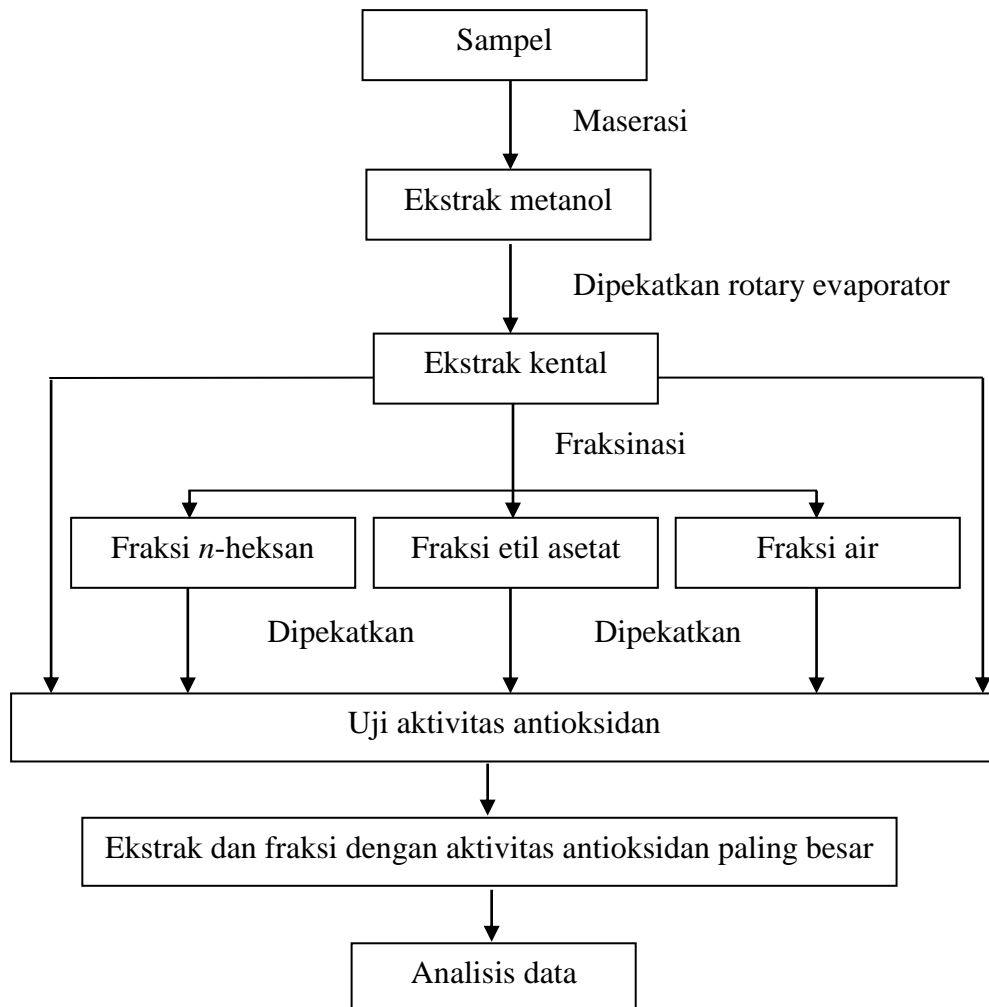 Sampel
Maserasi
Ekstrak metanol
Dipekatkan rotary evaporator
Ekstrak kental
Fraksinasi
Fraksi n-heksan
Fraksi etil asetat
Fraksi air
Dipekatkan
Dipekatkan
Uji aktivitas antioksidan
Ekstrak dan fraksi dengan aktivitas antioksidan paling besar
Analisis data